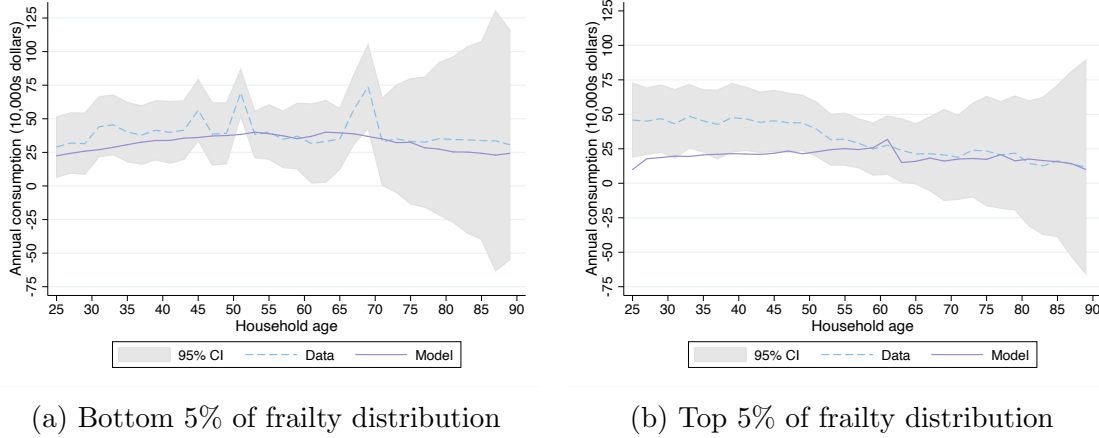 Annual consumption (10,000s dollars)
125
100
75
50
25
0
-25
-50
-75
25 30 35 40 45 50 55 60 65 70 75 80 85 90
Household age
95% CI Data Model
(a) Bottom 5% of frailty distribution
Annual consumption (10,000s dollars)
125
100
75
50
25
0
-25
-50
-75
25 30 35 40 45 50 55 60 65 70 75 80 85 90
Household age
95% CI Data Model
(b) Top 5% of frailty distribution